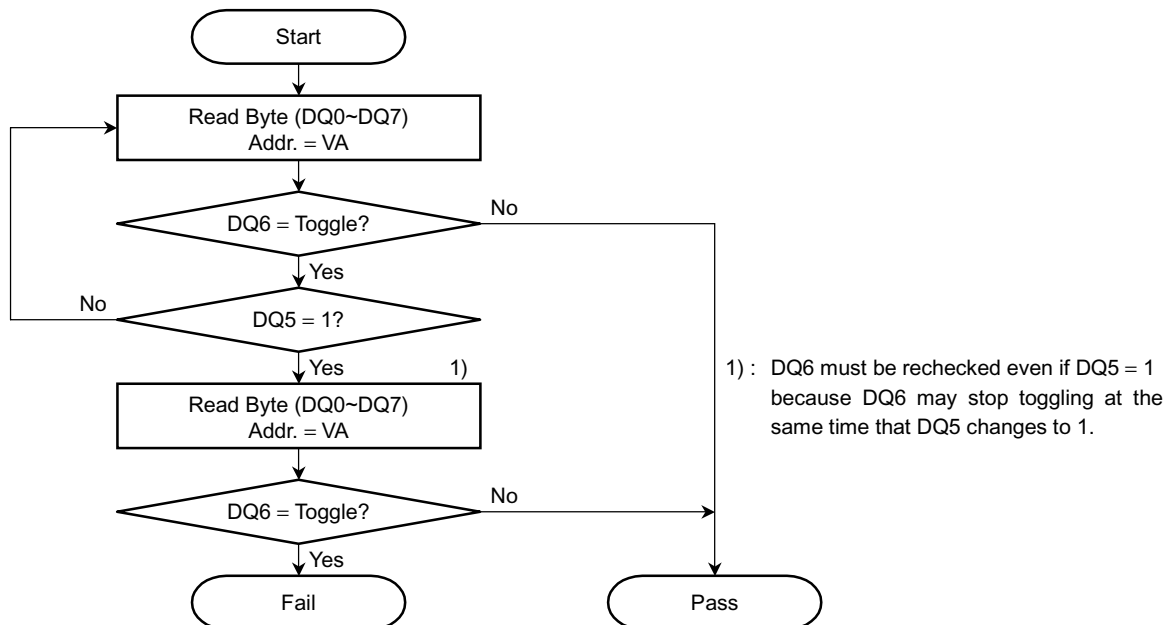 Start
Read Byte (DQ0~DQ7)
Addr. = VA
DQ6 = Toggle?
No
Yes
No
DQ5 = 1?
Yes
1)
Read Byte (DQ0~DQ7)
Addr. = VA
1) : DQ6 must be rechecked even if DQ5 = 1
because DQ6 may stop toggling at the
same time that DQ5 changes to 1.
DQ6 = Toggle?
No
Yes
Fail
Pass